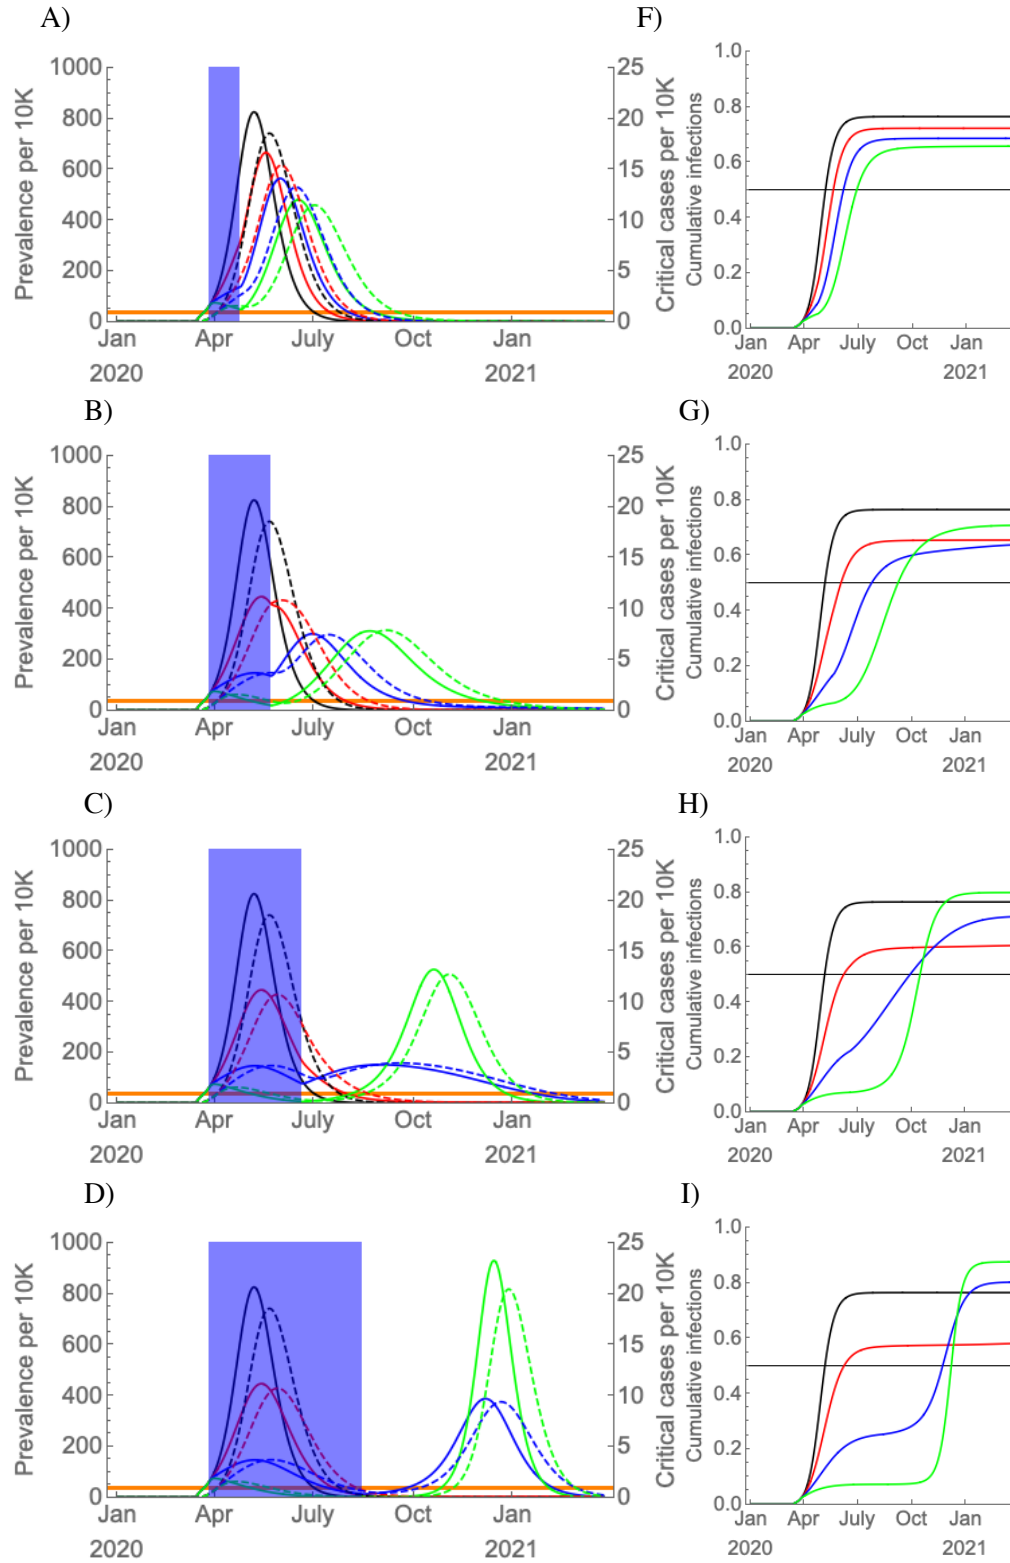 A)
F)
1000
800
600
400
200
0
Prevalence per 10K
25
20
15
10
5
0
Critical cases per 10K
Jan
Apr
July
Oct
Jan
2020
2021
1.0
0.8
0.6
0.4
0.2
0.0
Cumulative infections
Jan
Apr
July
Oct
Jan
2020
2021
B)
G)
1000
800
600
400
200
0
Prevalence per 10K
25
20
15
10
5
0
Critical cases per 10K
Jan
Apr
July
Oct
Jan
2020
2021
1.0
0.8
0.6
0.4
0.2
0.0
Cumulative infections
Jan
Apr
July
Oct
Jan
2020
2021
C)
H)
1000
800
600
400
200
0
Prevalence per 10K
25
20
15
10
5
0
Critical cases per 10K
Jan
Apr
July
Oct
Jan
2020
2021
1.0
0.8
0.6
0.4
0.2
0.0
Cumulative infections
Jan
Apr
July
Oct
Jan
2020
2021
D)
I)
1000
800
600
400
200
0
Prevalence per 10K
25
20
15
10
5
0
Critical cases per 10K
Jan
Apr
July
Oct
Jan
2020
2021
1.0
0.8
0.6
0.4
0.2
0.0
Cumulative infections
Jan
Apr
July
Oct
Jan
2020
2021